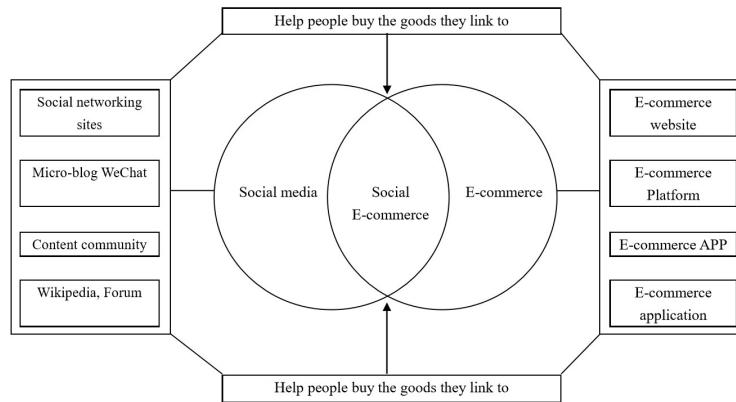 Help people buy the goods they link to
Social networking
sites
Micro-blog WeChat
Content community
Wikipedia, Forum
Social media
Social
E-commerce
E-commerce
E-commerce
website
E-commerce
Platform
E-commerce APP
E-commerce
application
Help people buy the goods they link to